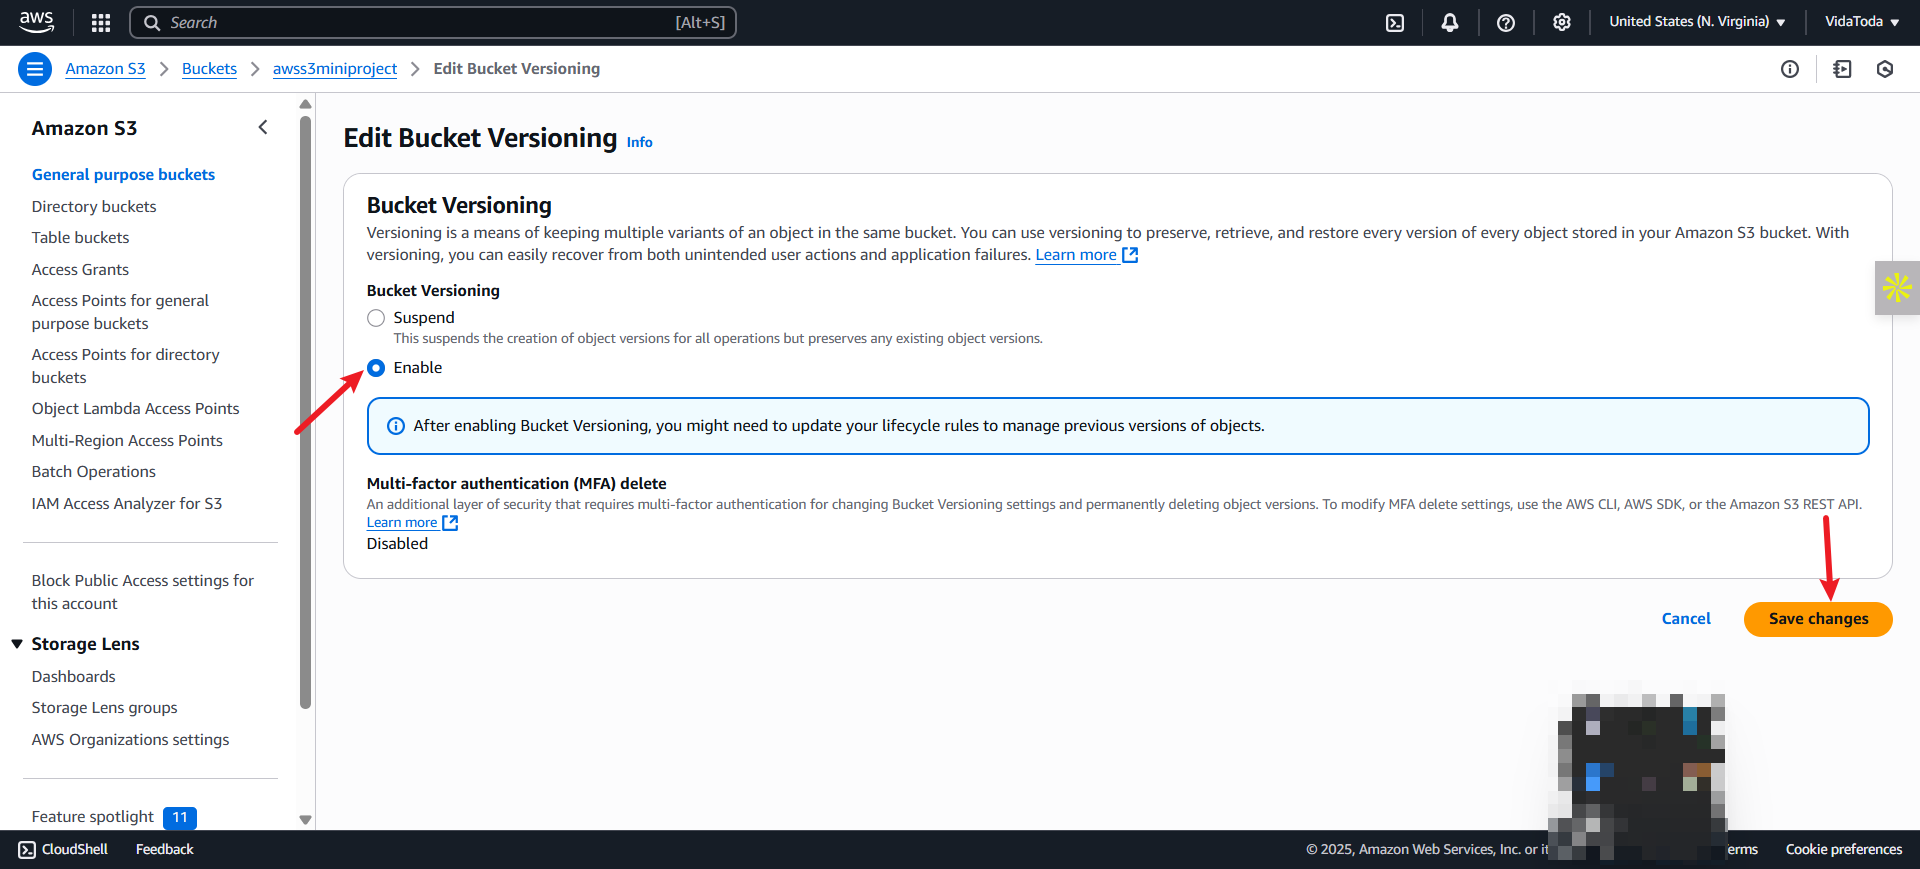 aws
Search
[Alt+S]
United States (N. Virginia)
VidaToda
Amazon S3
Buckets
awss3miniproject
Edit Bucket Versioning
Amazon S3
General purpose buckets
Directory buckets
Table buckets
Access Grants
Access Points for general
purpose buckets
Access Points for directory
buckets
Object Lambda Access Points
Multi-Region Access Points
Batch Operations
IAM Access Analyzer for S3
Block Public Access settings for
this account
Storage Lens
Dashboards
Storage Lens groups
AWS Organizations settings
Feature spotlight 11
Edit Bucket Versioning Info
Bucket Versioning
Versioning is a means of keeping multiple variants of an object in the same bucket. You can use versioning to preserve, retrieve, and restore every version of every object stored in your Amazon S3 bucket. With
versioning, you can easily recover from both unintended user actions and application failures. Learn more
Bucket Versioning
Suspend
This suspends the creation of object versions for all operations but preserves any existing object versions.
Enable
After enabling Bucket Versioning, you might need to update your lifecycle rules to manage previous versions of objects.
Multi-factor authentication (MFA) delete
An additional layer of security that requires multi-factor authentication for changing Bucket Versioning settings and permanently deleting object versions. To modify MFA delete settings, use the AWS CLI, AWS SDK, or the Amazon S3 REST API.
Learn more
Disabled
Cancel
Save changes
CloudShell
Feedback
© 2025, Amazon Web Services, Inc. or
Cookie preferences